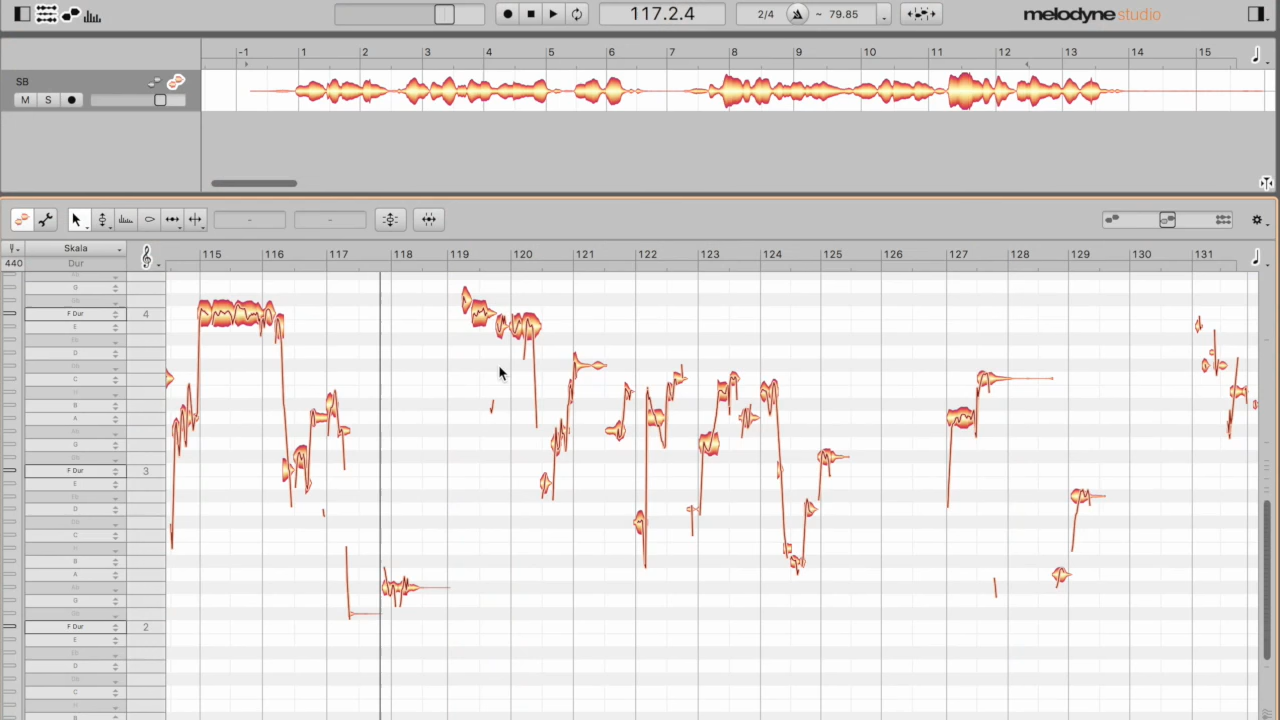 117.2.4
2/4
~ 79.85
melodyne studio
-1 1 2 3 4 5 6 7 8 9 10 11 12 13 14 15
SB
M S
-
-
Skala
440 Dur
115 116 117 118 119 120 121 122 123 124 125 126 127 128 129 130 131
G
F Dur 4
E
D
C
B
A
G
F Dur 3
E
D
C
B
A
G
F Dur 2
E
D
C